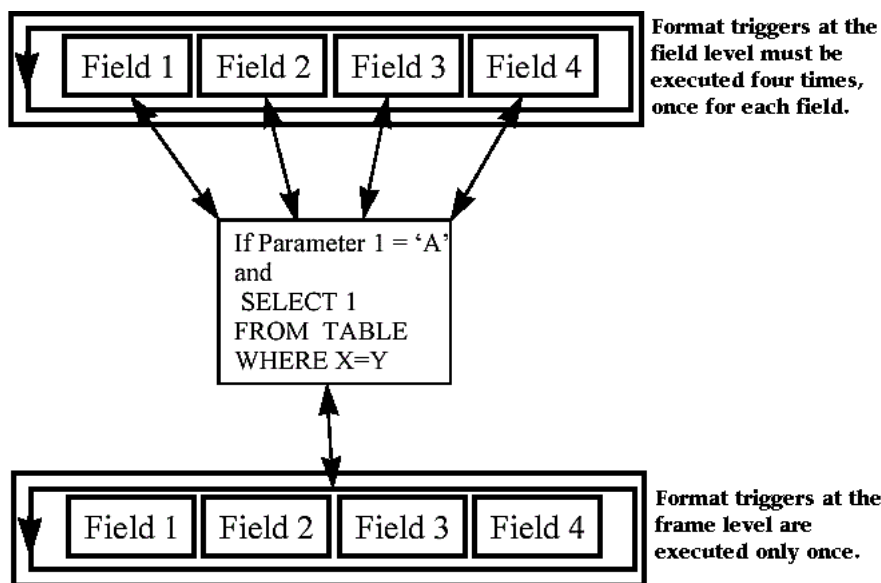 Field 1 Field 2 Field 3 Field 4
Format triggers at the
field level must be
executed four times,
once for each field.
If Parameter 1 = ‘A’
and
SELECT 1
FROM TABLE
WHERE X=Y
Field 1 Field 2 Field 3 Field 4
Format triggers at the
frame level are
executed only once.